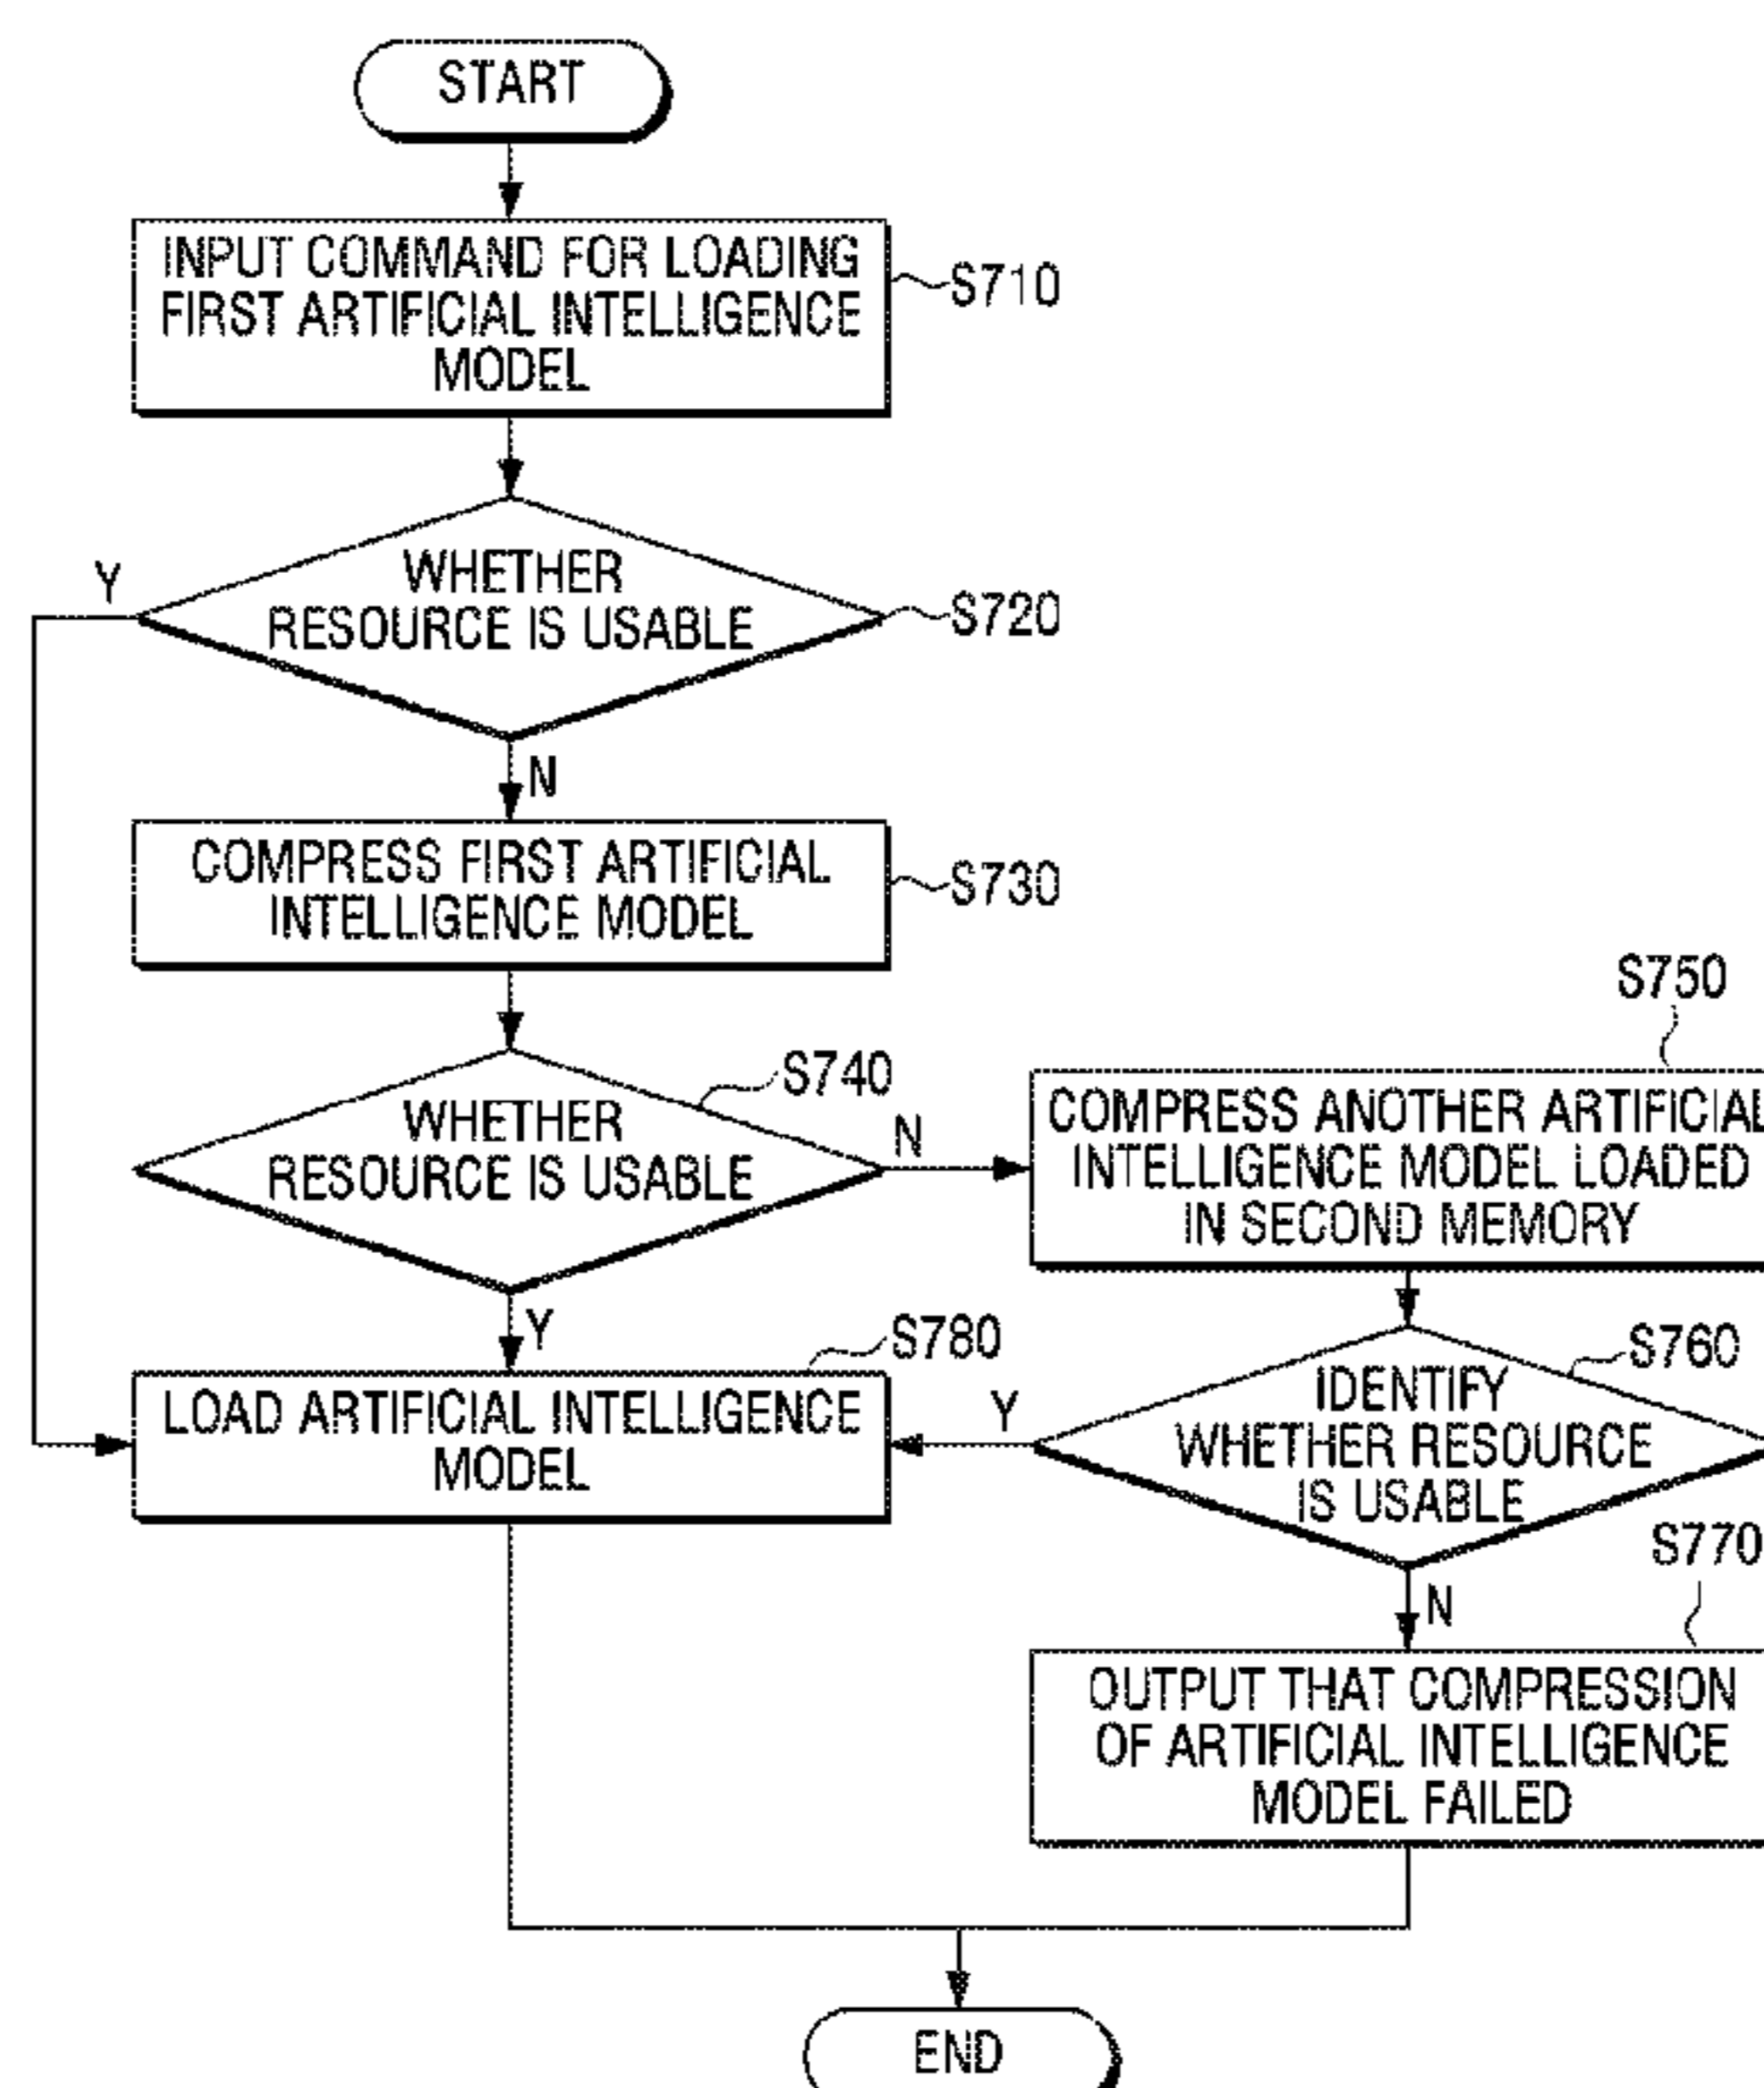 START
INPUT COMMAND FOR LOADING
FIRST ARTIFICIAL INTELLIGENCE
MODEL
S710
WHETHER
RESOURCE IS USABLE
S720
Y
N
COMPRESS FIRST ARTIFICIAL
INTELLIGENCE MODEL
S730
WHETHER
RESOURCE IS USABLE
S740
N
Y
S750
COMPRESS ANOTHER ARTIFICIAL
INTELLIGENCE MODEL LOADED
IN SECOND MEMORY
S780
LOAD ARTIFICIAL INTELLIGENCE
MODEL
S760
IDENTIFY
WHETHER RESOURCE
IS USABLE
Y
N
S770
OUTPUT THAT COMPRESSION
OF ARTIFICIAL INTELLIGENCE
MODEL FAILED
END